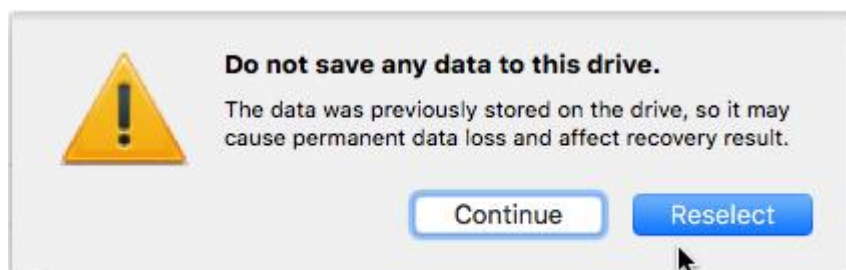 Do not save any data to this drive.
The data was previously stored on the drive, so it may
cause permanent data loss and affect recovery result.
Continue Reselect